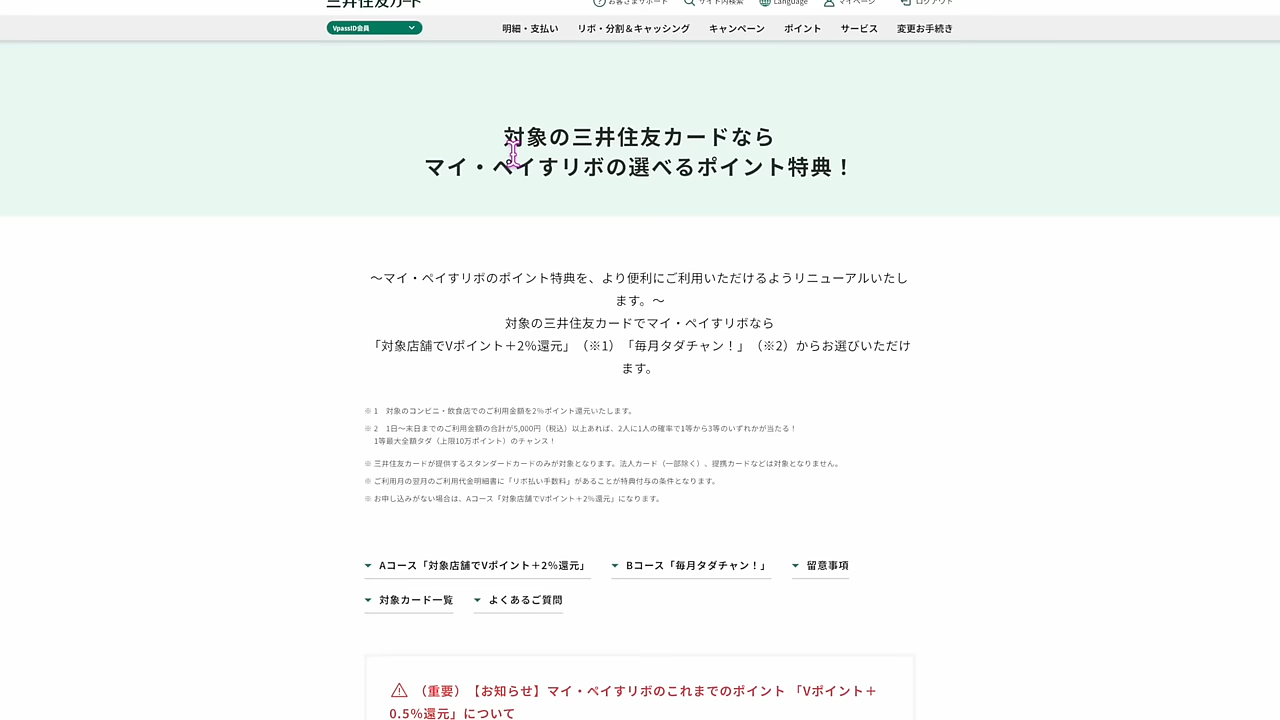 三井住友カード
お客さまサポート サイト内検索 Language マイページ ログアウト
VpassID会員 明細・支払い リボ・分割&キャッシング キャンペーン ポイント サービス 変更お手続き
対象の三井住友カードなら
マイ・ペイすリボの選べるポイント特典！
～マイ・ペイすリボのポイント特典を、より便利にご利用いただけるようリニューアルいたし
ます。～
対象の三井住友カードでマイ・ペイすリボなら
「対象店舗でVポイント＋2％還元」（※1）「毎月タダチャン！」（※2）からお選びいただけ
ます。
※1 対象のコンビニ・飲食店でのご利用金額を2％ポイント還元いたします。
※2 1日～末日までのご利用金額の合計が5,000円（税込）以上あれば、2人に1人の確率で1等から3等のいずれかが当たる！
1等最大全額タダ（上限10万ポイント）のチャンス！
※ 三井住友カードが提供するスタンダードカードのみが対象となります。法人カード（一部除く）、提携カードなどは対象となりません。
※ ご利用月の翌月のご利用代金明細書に「リボ払い手数料」があることが特典付与の条件となります。
※ お申し込みがない場合は、Aコース「対象店舗でVポイント＋2％還元」になります。
Aコース「対象店舗でVポイント＋2％還元」 Bコース「毎月タダチャン！」 留意事項
対象カード一覧 よくあるご質問
（重要）【お知らせ】マイ・ペイすリボのこれまでのポイント 「Vポイント＋
0.5％還元」について